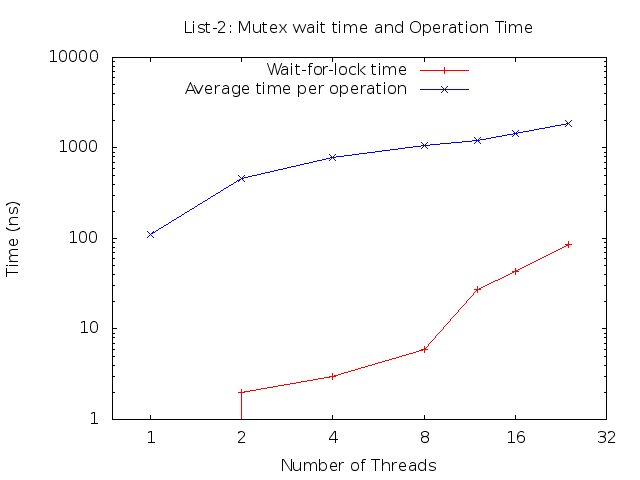 List-2: Mutex wait time and Operation Time
10000
1000
100
10
1
Time (ns)
Wait-for-lock time
Average time per operation
1 2 4 8 16 32
Number of Threads